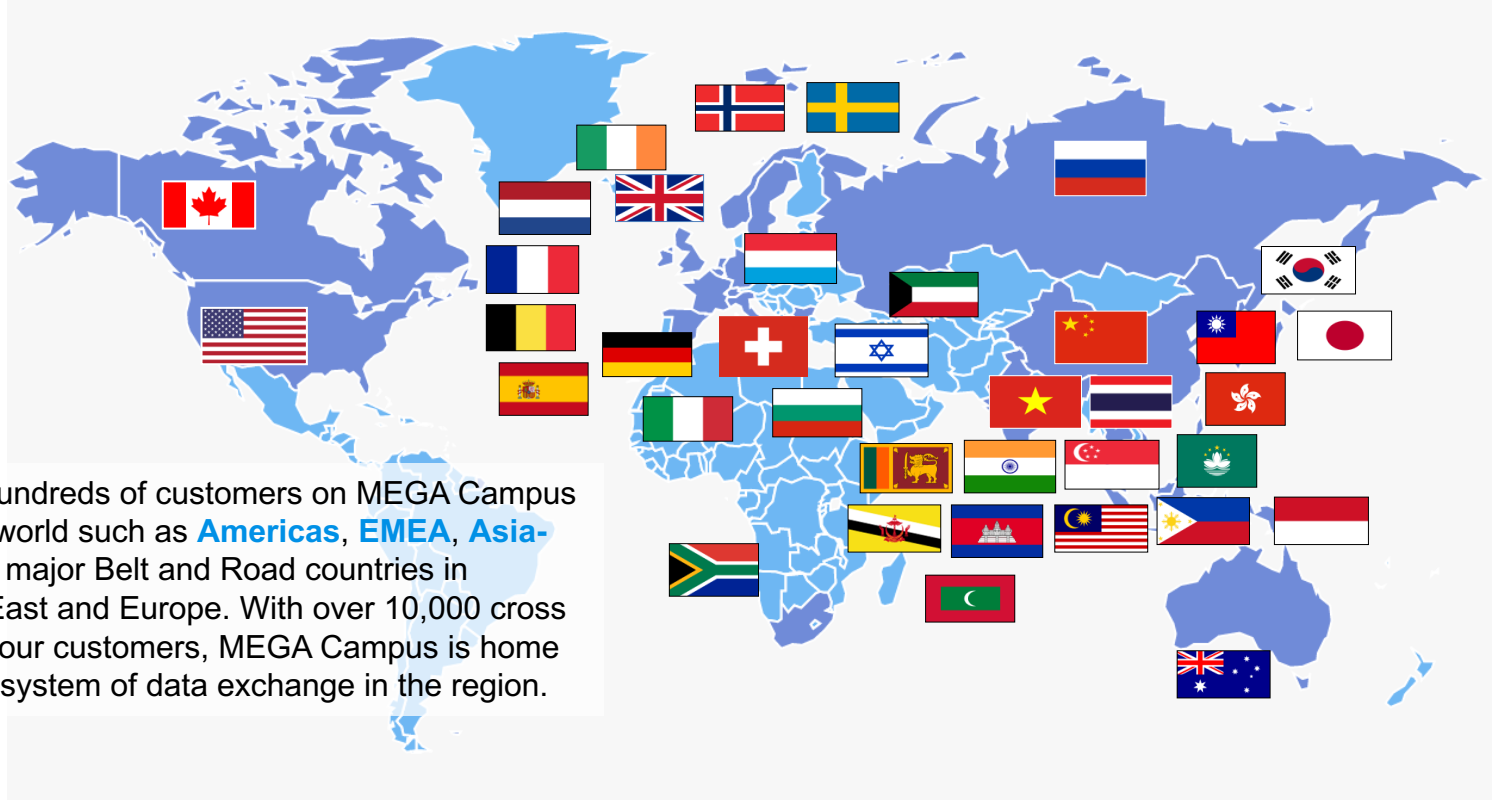 undreds of customers on MEGA Campus
world such as Americas, EMEA, Asia-
major Belt and Road countries in
East and Europe. With over 10,000 cross
our customers, MEGA Campus is home
system of data exchange in the region.